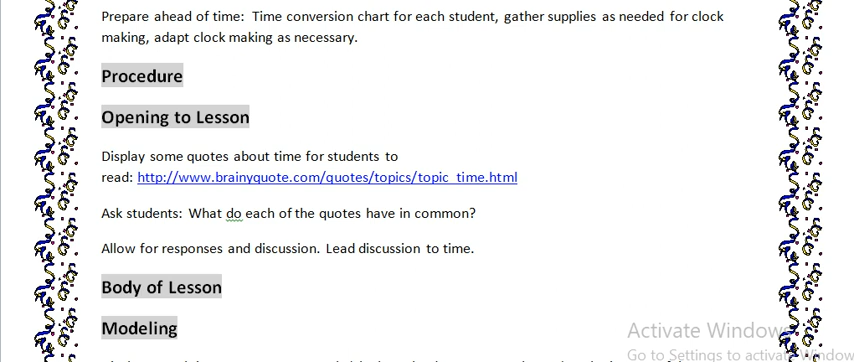 Prepare ahead of time: Time conversion chart for each student, gather supplies as needed for clock
making, adapt clock making as necessary.
Procedure
Opening to Lesson
Display some quotes about time for students to
read: http://www.brainyquote.com/quotes/topics/topic_time.html
Ask students: What do each of the quotes have in common?
Allow for responses and discussion. Lead discussion to time.
Body of Lesson
Modeling
Activate Windows
Go to Settings to activate Windows